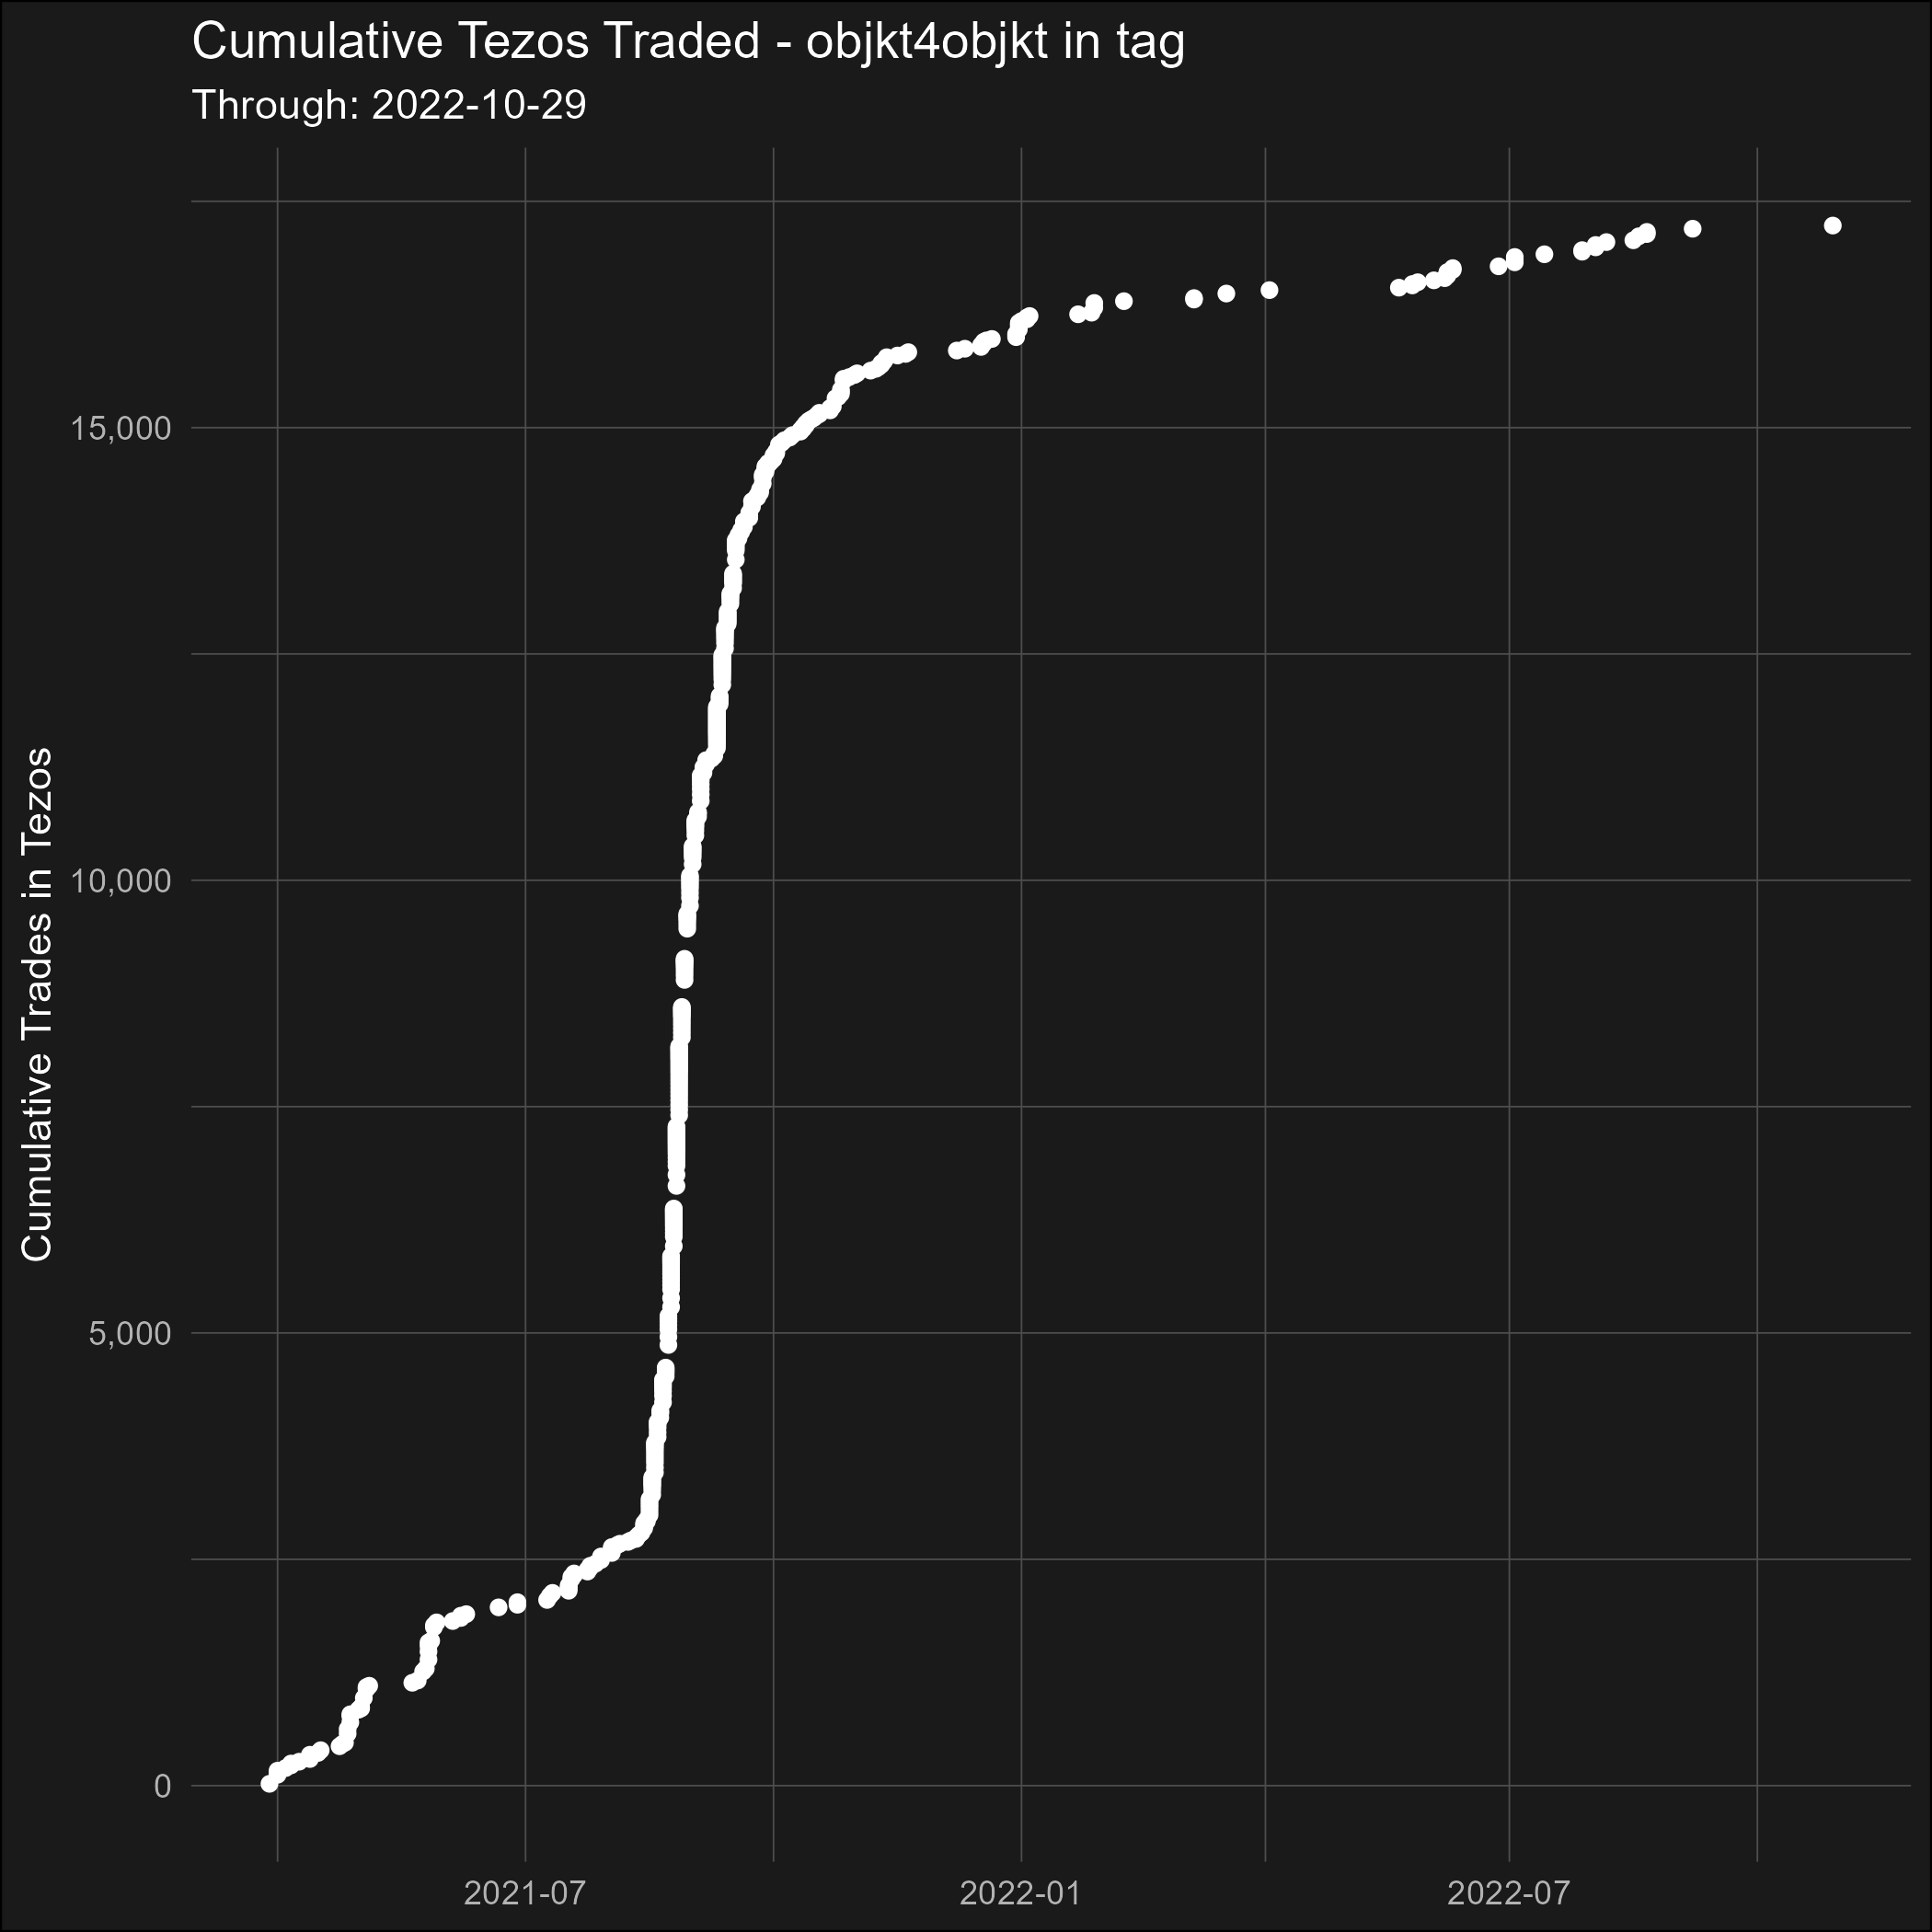 Cumulative Tezos Traded - objkt4objkt in tag
Through: 2022-10-29
Cumulative Trades in Tezos
15,000
10,000
5,000
0
2021-07
2022-01
2022-07